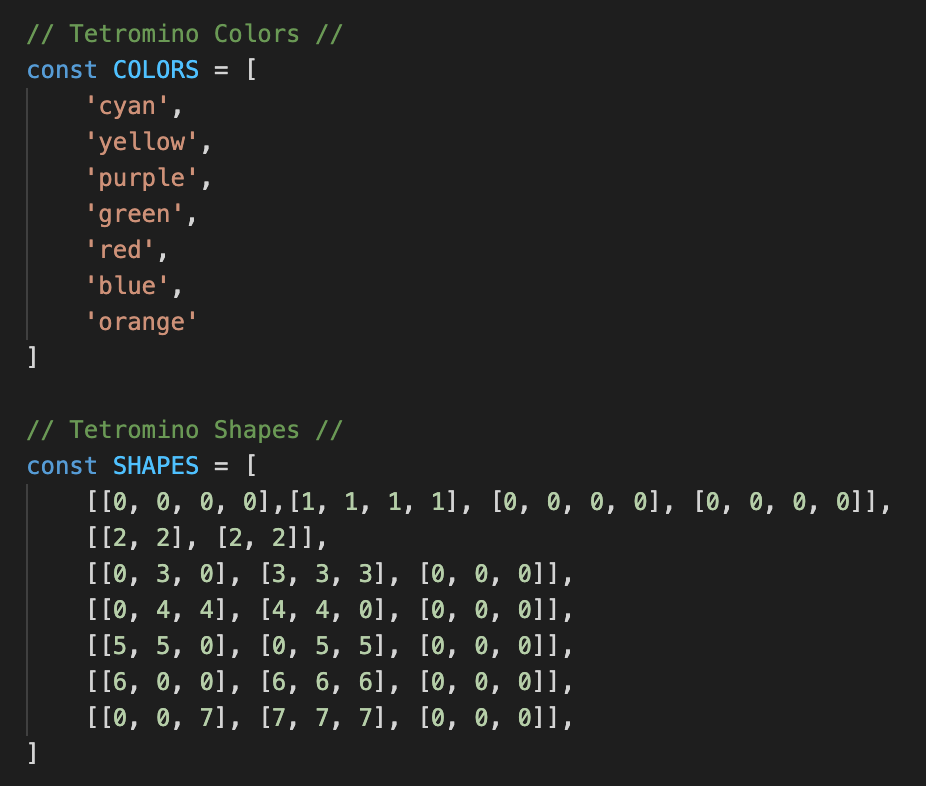 // Tetromino Colors //
const COLORS = [
    'cyan',
    'yellow',
    'purple',
    'green',
    'red',
    'blue',
    'orange'
]

// Tetromino Shapes //
const SHAPES = [
    [[0, 0, 0, 0],[1, 1, 1, 1], [0, 0, 0, 0], [0, 0, 0, 0]],
    [[2, 2], [2, 2]],
    [[0, 3, 0], [3, 3, 3], [0, 0, 0]],
    [[0, 4, 4], [4, 4, 0], [0, 0, 0]],
    [[5, 5, 0], [0, 5, 5], [0, 0, 0]],
    [[6, 0, 0], [6, 6, 6], [0, 0, 0]],
    [[0, 0, 7], [7, 7, 7], [0, 0, 0]],
]